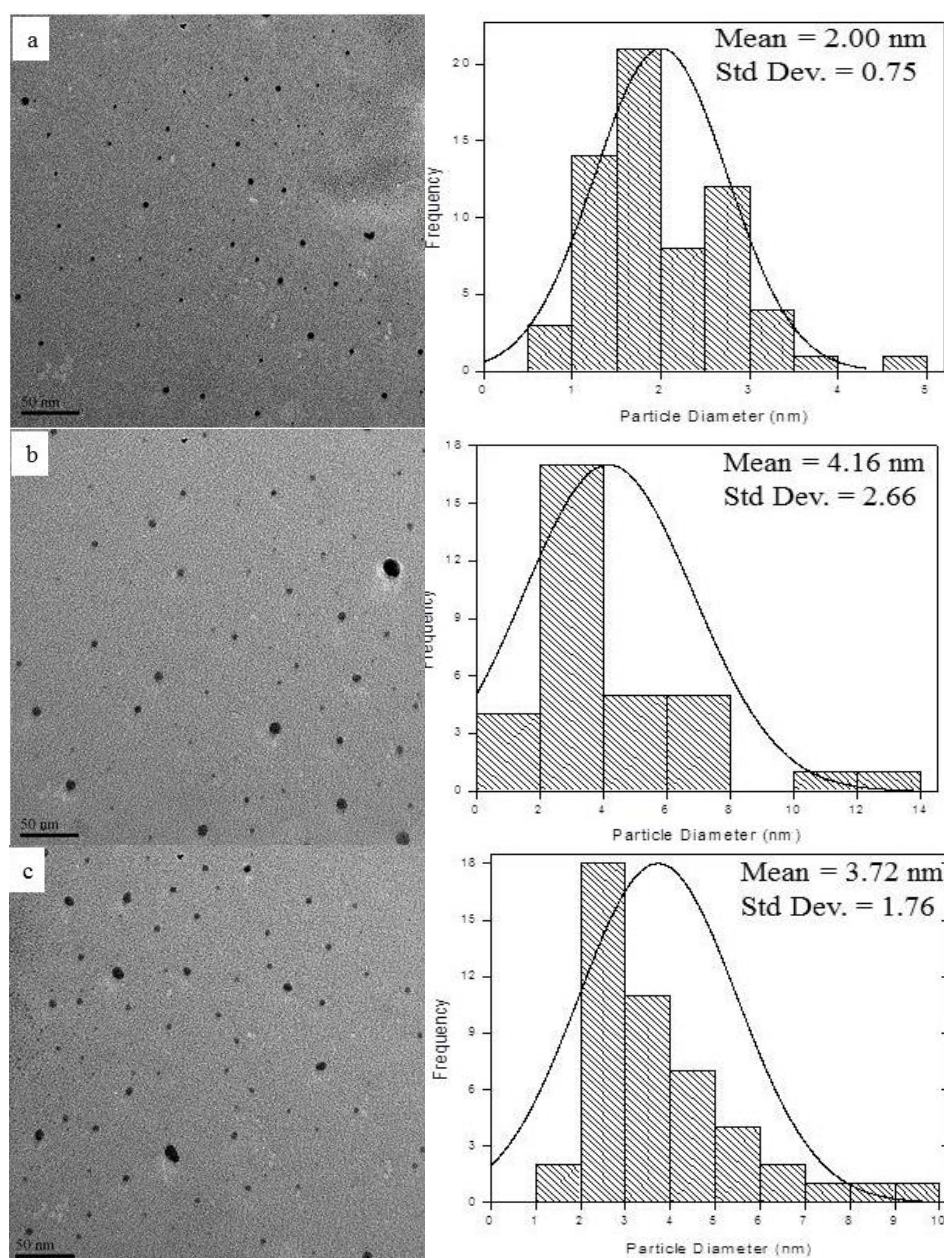 a
50 nm
Mean = 2.00 nm
Std Dev. = 0.75
Frequency
20
15
10
5
0
0 1 2 3 4 5
Particle Diameter (nm)
b
50 nm
Mean = 4.16 nm
Std Dev. = 2.66
Frequency
18
15
12
9
6
3
0
0 2 4 6 8 10 12 14
Particle Diameter (nm)
c
50 nm
Mean = 3.72 nm
Std Dev. = 1.76
Frequency
18
15
12
9
6
3
0
0 1 2 3 4 5 6 7 8 9 10
Particle Diameter (nm)